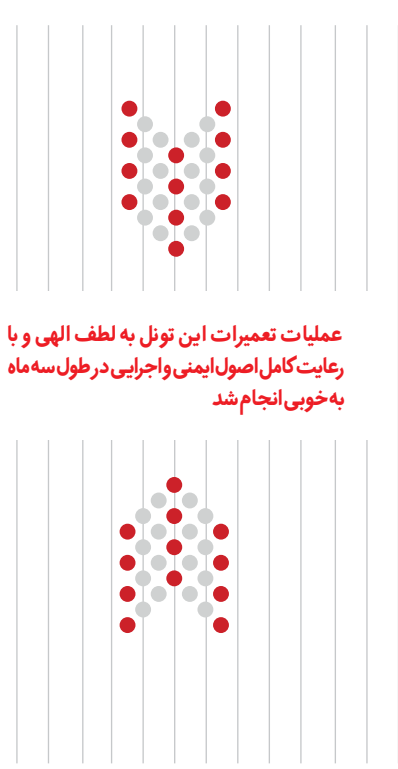 عملیات تعمیرات این تونل به لطف الهی و با
رعایت کامل اصول ایمنی و اجرایی در طول سه ماه
به خوبی انجام شد